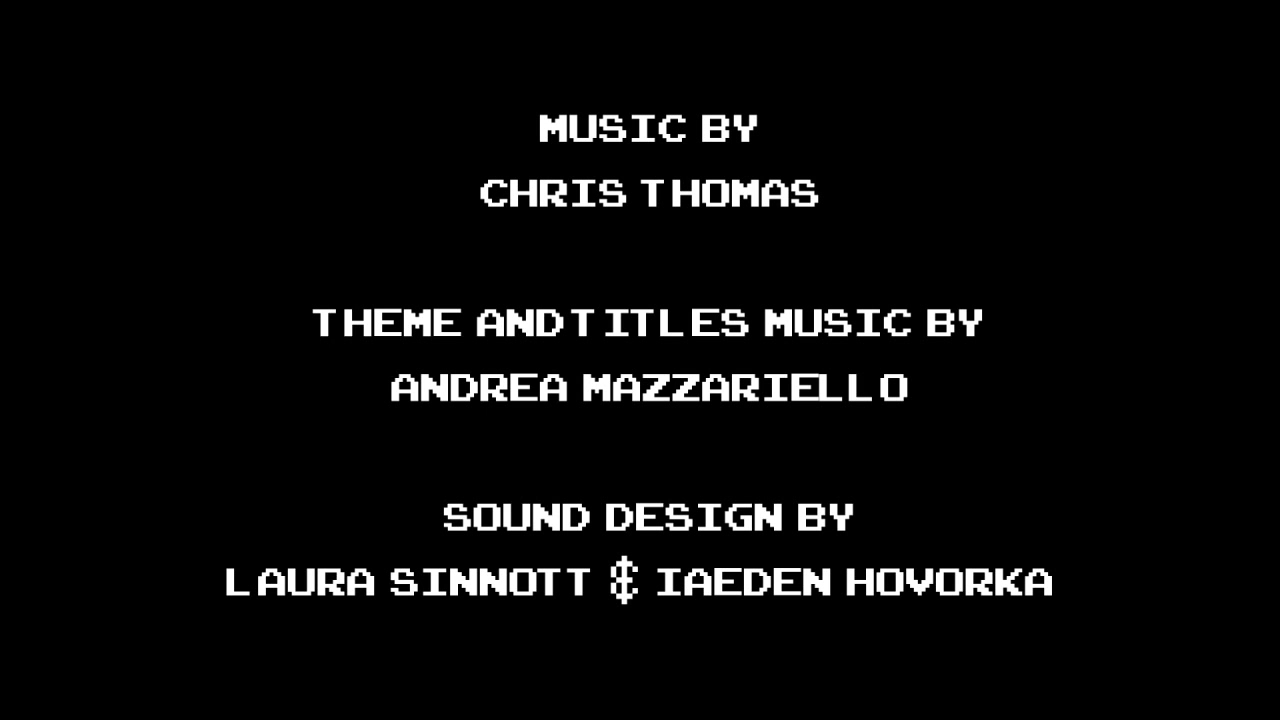 MUSIC BY
CHRIS THOMAS
THEME AND TITLES MUSIC BY
ANDREA MAZZARIELLO
SOUND DESIGN BY
LAURA SINNOTT & IAEDEN HOVORKA